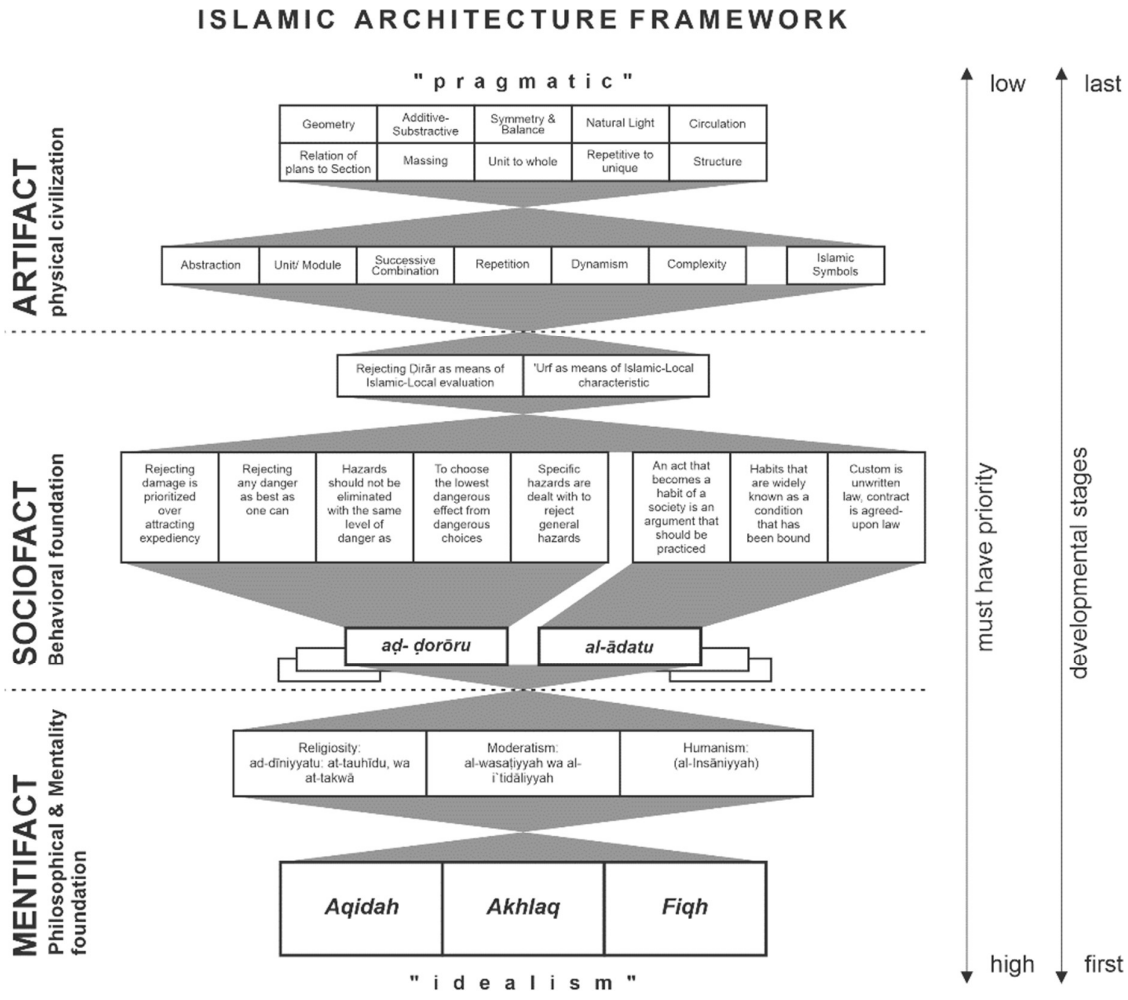 ISLAMIC ARCHITECTURE FRAMEWORK
"pragmatic"
low
last
Geometry
Additive-
Substractive
Symmetry &
Balance
Natural Light
Circulation
Relation of
plans to Section
Massing
Unit to whole
Repetitive to
unique
Structure
ARTIFACT
physical civilization
Abstraction
Unit/ Module
Successive
Combination
Repetition
Dynamism
Complexity
Islamic
Symbols
Rejecting Dirār as means of
Islamic-Local evaluation
'Urf as means of Islamic-Local
characteristic
SOCIOFACT
Behavioral foundation
Rejecting
damage is
prioritized
over
attracting
expediency
Rejecting
any danger
as best as
one can
Hazards
should not be
eliminated
with the same
level of
danger as
To choose
the lowest
dangerous
effect from
dangerous
choices
Specific
hazards are
dealt with to
reject
general
hazards
An act that
becomes a
habit of a
society is an
argument that
should be
practiced
Habits that
are widely
known as a
condition
that has
been bound
Custom is
unwritten
law, contract
is agreed-
upon law
must have priority
developmental stages
aḍ- ḍorōru
al-ādatu
MENTIFACT
Philosophical & Mentality
foundation
Religiosity:
ad-dīniyyatu: at-tauhīdu, wa
at-takwā
Moderatism:
al-wasaṭiyyah wa al-
i`tidāliyyah
Humanism:
(al-Insāniyyah)
Aqidah
Akhlaq
Fiqh
"idealism"
high
first